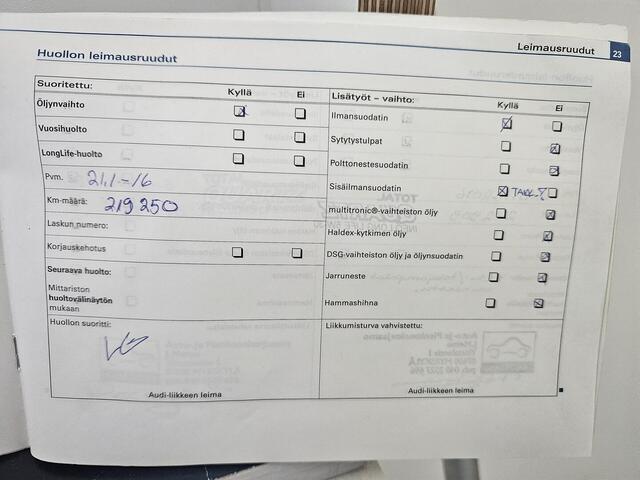 Leimausruudut 23
Huollon leimausruudut
Suoritettu: Kyllä Ei
Öljynvaihto
Vuosihuolto
LongLife-huolto
Pvm. 21.1-16
Km-määrä: 219250
Laskun numero:
Korjauskehotus
Seuraava huolto:
Mittariston
huoltovälinäytön
mukaan
Huollon suoritti:
Audi-liikkeen leima
Lisätyöt – vaihto: Kyllä Ei
Ilmansuodatin
Sytytystulpat
Polttonestesuodatin
Sisäilmansuodatin
multitronic®-vaihteiston öljy
Haldex-kytkimen öljy
DSG-vaihteiston öljy ja öljynsuodatin
Jarruneste
Hammashihna
Liikkumisturva vahvistettu:
Audi-liikkeen leima